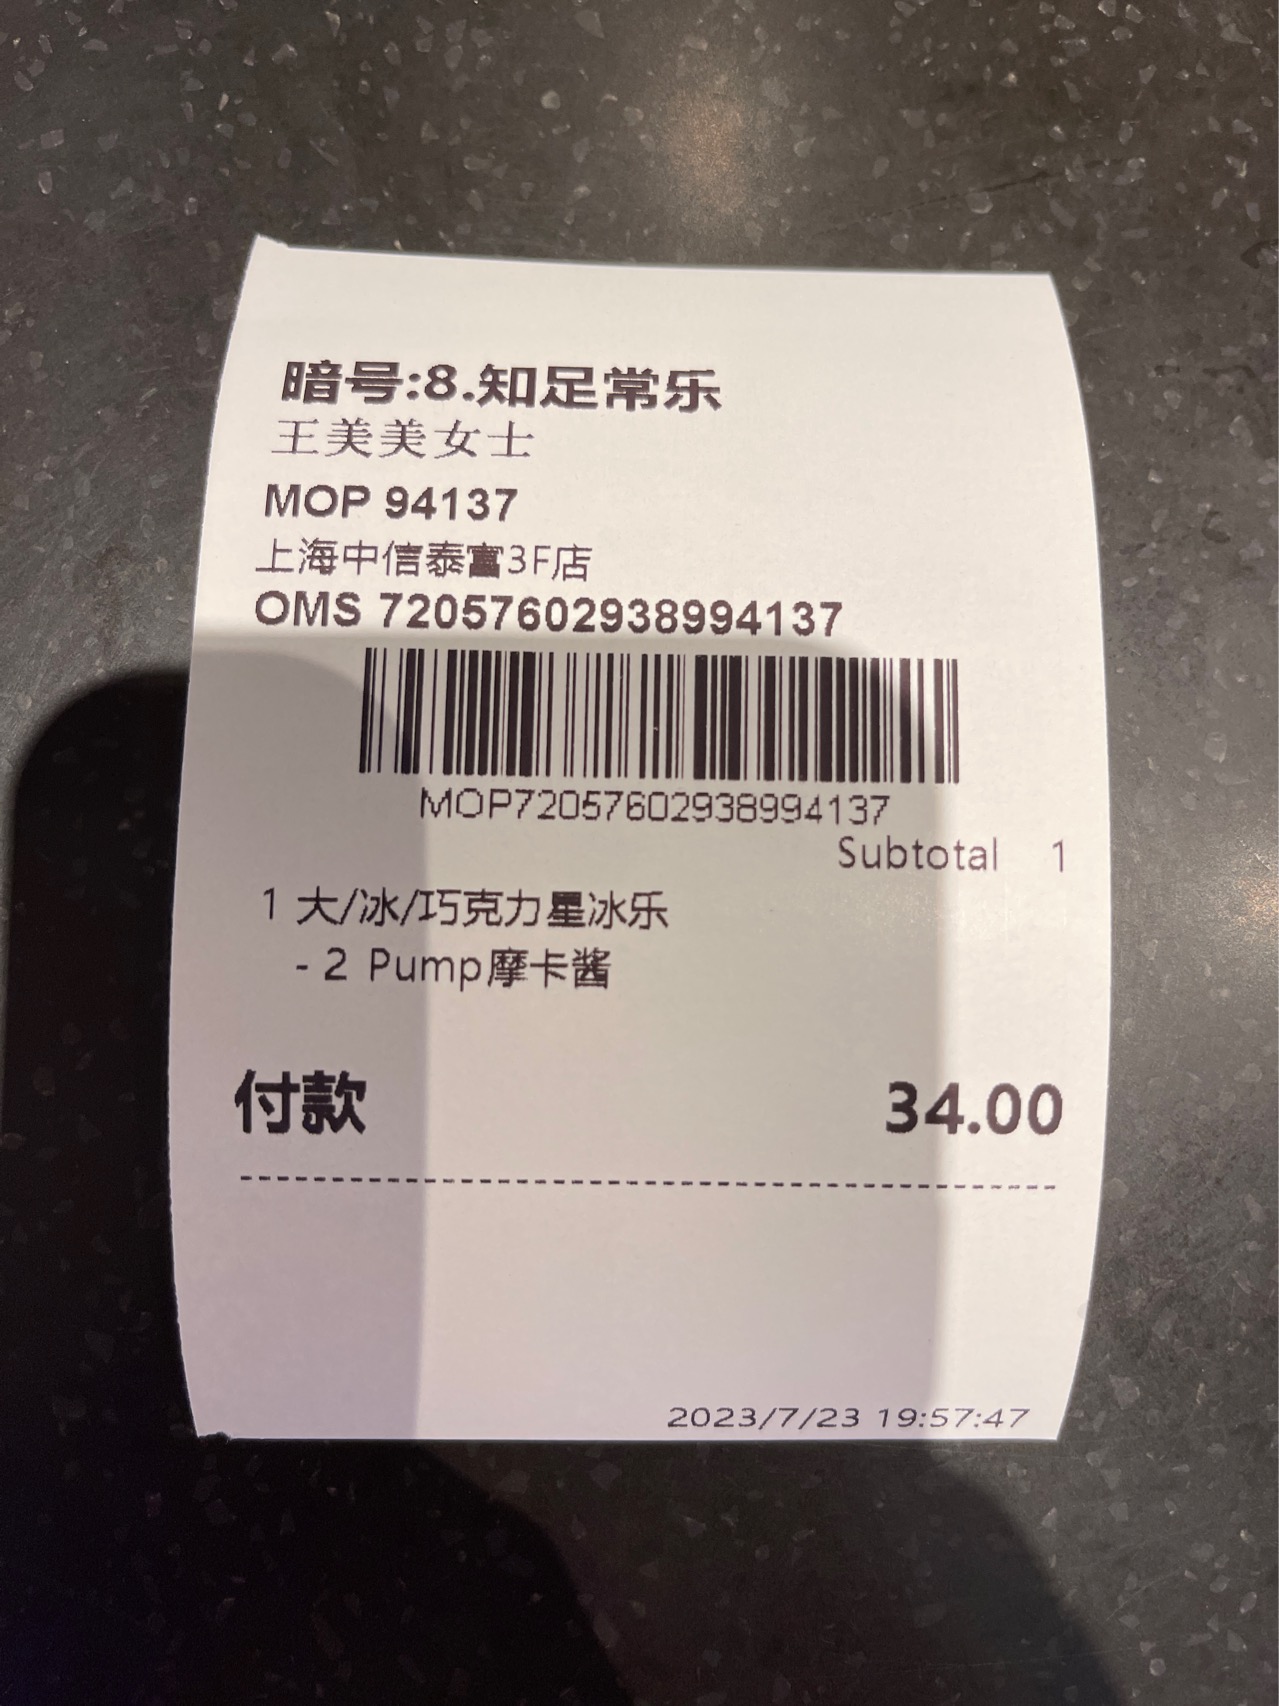 暗号:8.知足常乐
王美美女士
MOP 94137
上海中信泰富3F店
OMS 72057602938994137
MOP72057602938994137
Subtotal 1
1 大/冰/巧克力星冰乐
- 2 Pump摩卡酱
付款 34.00
2023/7/23 19:57:47